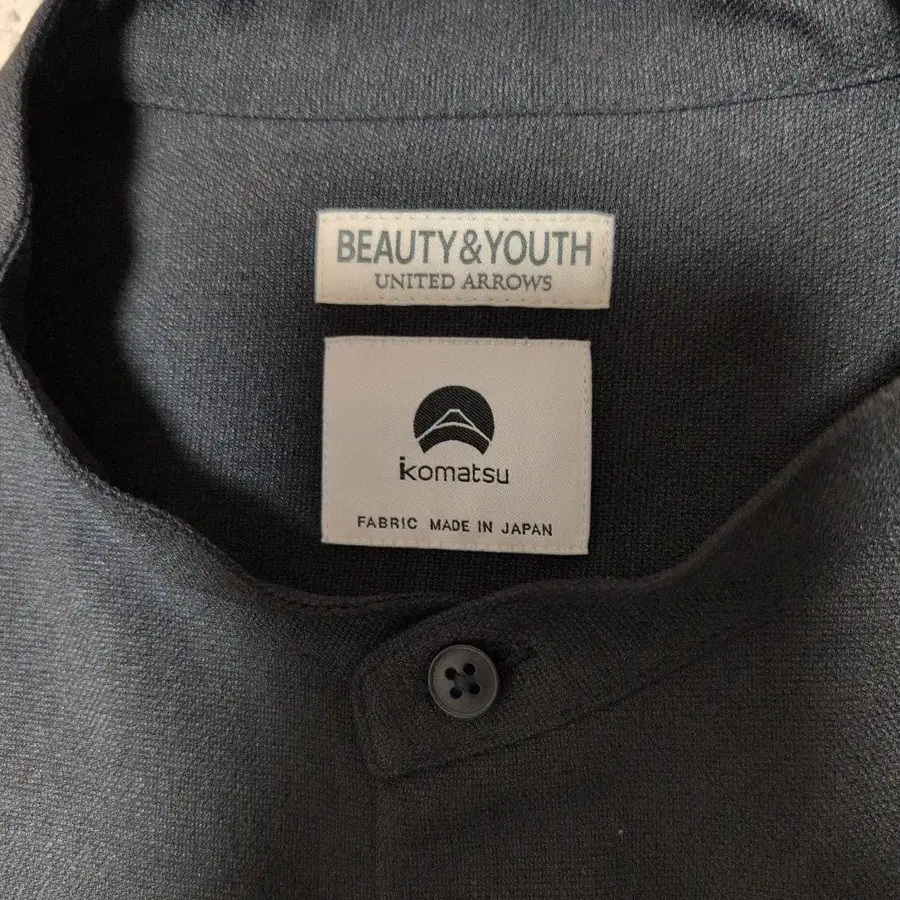 BEAUTY&YOUTH
UNITED ARROWS
komatsu
FABRIC MADE IN JAPAN